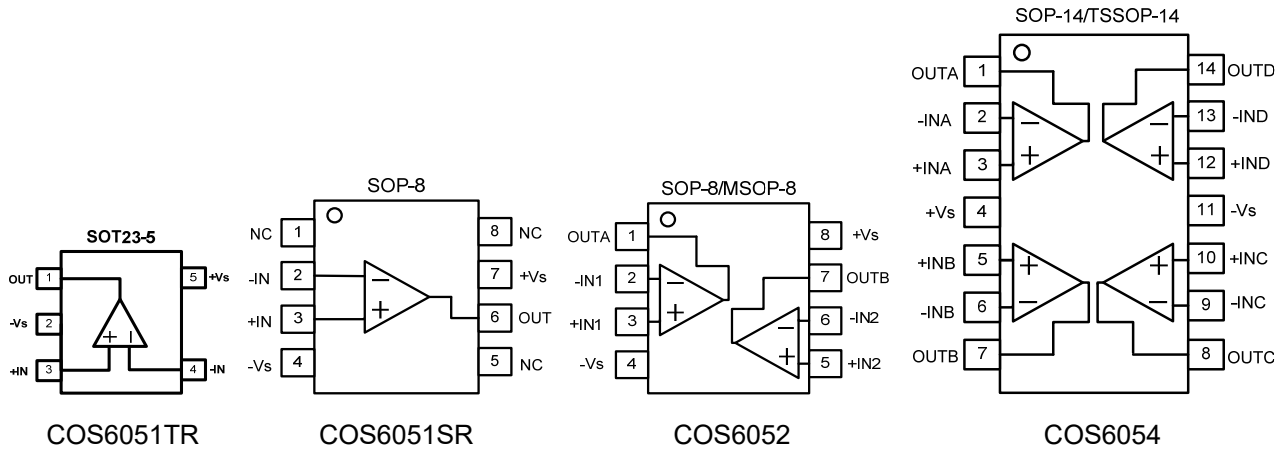 SOT23-5
OUT 1
5 +Vs
-Vs 2
+IN 3
4 -IN
+ −
COS6051TR
SOP-8
NC 1
8 NC
-IN 2
7 +Vs
+IN 3
6 OUT
-Vs 4
5 NC
−
+
COS6051SR
SOP-8/MSOP-8
OUTA 1
8 +Vs
-IN1 2
7 OUTB
+IN1 3
6 -IN2
-Vs 4
5 +IN2
−
+
−
+
COS6052
SOP-14/TSSOP-14
OUTA 1
14 OUTD
-INA 2
13 -IND
+INA 3
12 +IND
+Vs 4
11 -Vs
+INB 5
10 +INC
-INB 6
9 -INC
OUTB 7
8 OUTC
− −
+ +
+ +
− −
COS6054